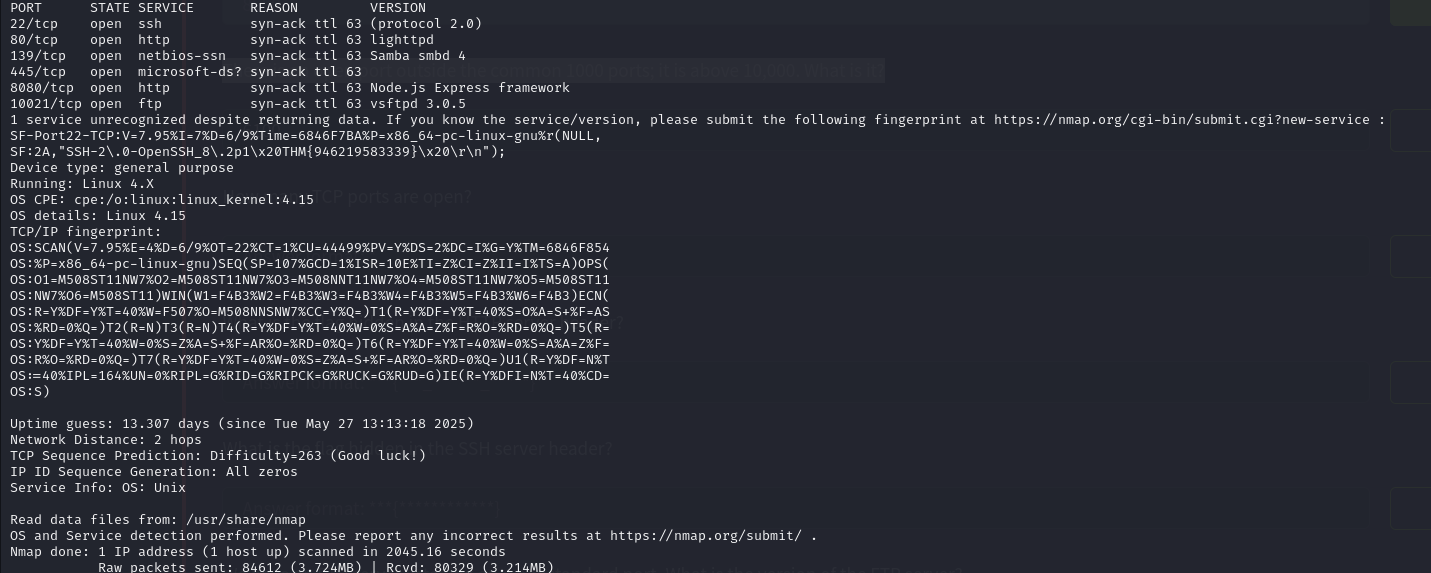 PORT      STATE SERVICE       REASON         VERSION
22/tcp    open  ssh           syn-ack ttl 63 (protocol 2.0)
80/tcp    open  http          syn-ack ttl 63 lighttpd
139/tcp   open  netbios-ssn   syn-ack ttl 63 Samba smbd 4
445/tcp   open  microsoft-ds? syn-ack ttl 63
8080/tcp  open  http          syn-ack ttl 63 Node.js Express framework
10021/tcp open  ftp           syn-ack ttl 63 vsftpd 3.0.5
1 service unrecognized despite returning data. If you know the service/version, please submit the following fingerprint at https://nmap.org/cgi-bin/submit.cgi?new-service :
SF-Port22-TCP:V=7.95%I=7%D=6/9%Time=6846F7BA%P=x86_64-pc-linux-gnu%r(NULL,
SF:2A,"SSH-2\.0-OpenSSH_8\.2p1\x20THM{946219583339}\x20\r\n");
Device type: general purpose
Running: Linux 4.X
OS CPE: cpe:/o:linux:linux_kernel:4.15
OS details: Linux 4.15
TCP/IP fingerprint:
OS:SCAN(V=7.95%E=4%D=6/9%OT=22%CT=1%CU=44499%PV=Y%DS=2%DC=I%G=Y%TM=6846F854
OS:%P=x86_64-pc-linux-gnu)SEQ(SP=107%GCD=1%ISR=10E%TI=Z%CI=Z%II=I%TS=A)OPS(
OS:O1=M508ST11NW7%O2=M508ST11NW7%O3=M508NNT11NW7%O4=M508ST11NW7%O5=M508ST11
OS:NW7%O6=M508ST11)WIN(W1=F4B3%W2=F4B3%W3=F4B3%W4=F4B3%W5=F4B3%W6=F4B3)ECN(
OS:R=Y%DF=Y%T=40%W=F507%O=M508NNSNW7%CC=Y%Q=)T1(R=Y%DF=Y%T=40%S=O%A=S+%F=AS
OS:%RD=0%Q=)T2(R=N)T3(R=N)T4(R=Y%DF=Y%T=40%W=0%S=A%A=Z%F=R%O=%RD=0%Q=)T5(R=
OS:Y%DF=Y%T=40%W=0%S=Z%A=S+%F=AR%O=%RD=0%Q=)T6(R=Y%DF=Y%T=40%W=0%S=A%A=Z%F=
OS:R%O=%RD=0%Q=)T7(R=Y%DF=Y%T=40%W=0%S=Z%A=S+%F=AR%O=%RD=0%Q=)U1(R=Y%DF=N%T
OS:=40%IPL=164%UN=0%RIPL=G%RID=G%RIPCK=G%RUCK=G%RUD=G)IE(R=Y%DFI=N%T=40%CD=
OS:S)
Uptime guess: 13.307 days (since Tue May 27 13:13:18 2025)
Network Distance: 2 hops
What is the flag hidden in the SSH server header?
TCP Sequence Prediction: Difficulty=263 (Good luck!)
IP ID Sequence Generation: All zeros
Service Info: OS: Unix
Read data files from: /usr/share/nmap
OS and Service detection performed. Please report any incorrect results at https://nmap.org/submit/ .
Nmap done: 1 IP address (1 host up) scanned in 2045.16 seconds
Raw packets sent: 84612 (3.724MB) | Rcvd: 80329 (3.214MB)